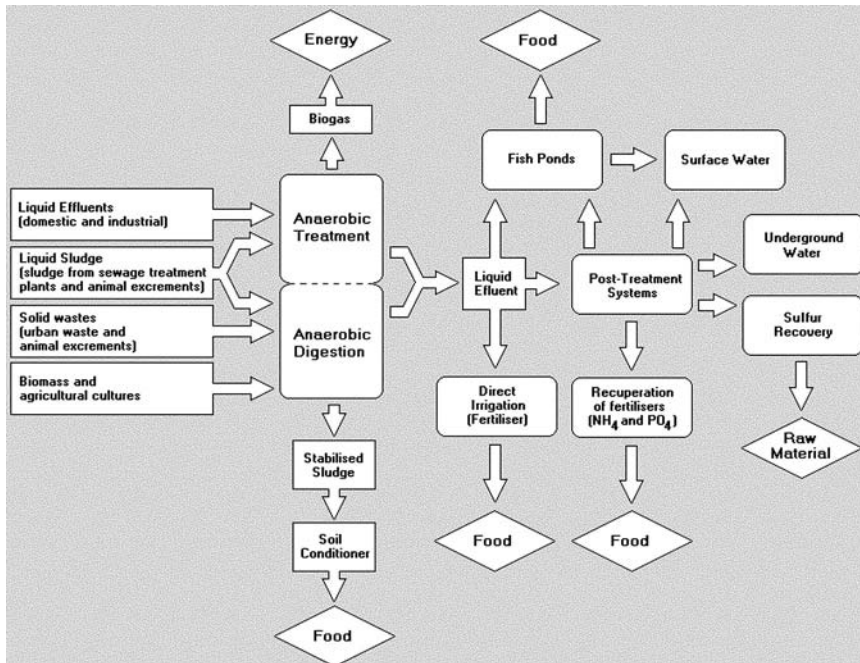 Energy
Food
Biogas
Fish Ponds
Surface Water
Liquid Effluents
(domestic and industrial)
Anaerobic
Treatment
Liquid Sludge
(sludge from sewage treatment
plants and animal excrements)
Liquid
Effluent
Post-Treatment
Systems
Underground
Water
Solid wastes
(urban waste and
animal excrements)
Anaerobic
Digestion
Sulfur
Recovery
Biomass and
agricultural cultures
Direct
Irrigation
(Fertiliser)
Recuperation
of fertilisers
(NH4 and PO4)
Raw
Material
Stabilised
Sludge
Soil
Conditioner
Food
Food
Food